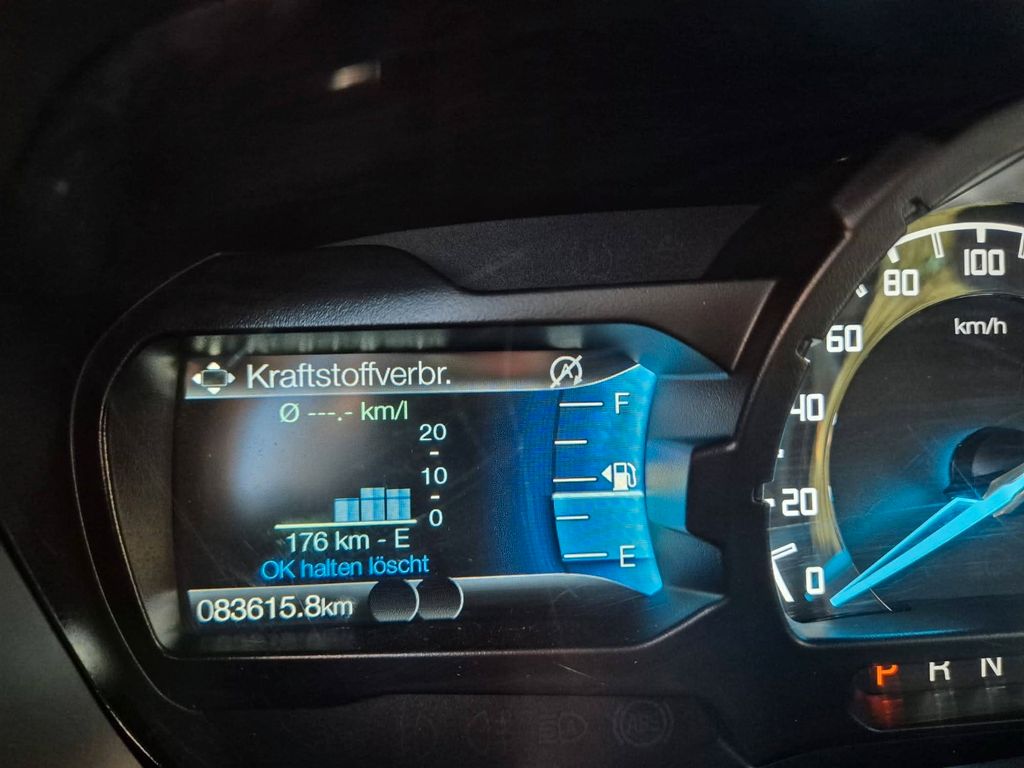 Kraftstoffverbr.
Ø ---.- km/l
20
10
0
176 km - E
OK halten löscht
083615.8km
F
E
100
80
60
40
20
0
km/h
P R N